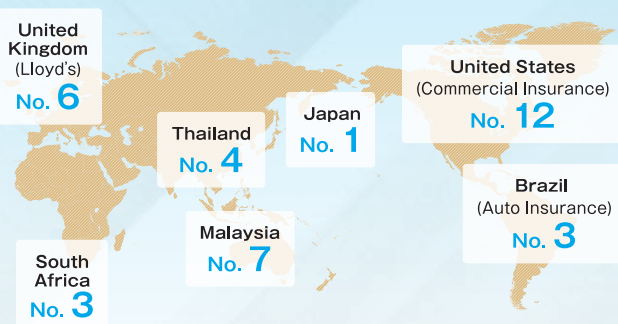 United
Kingdom
(Lloyd's)
No. 6
Thailand
No. 4
Japan
No. 1
United States
(Commercial Insurance)
No. 12
Malaysia
No. 7
Brazil
(Auto Insurance)
No. 3
South
Africa
No. 3